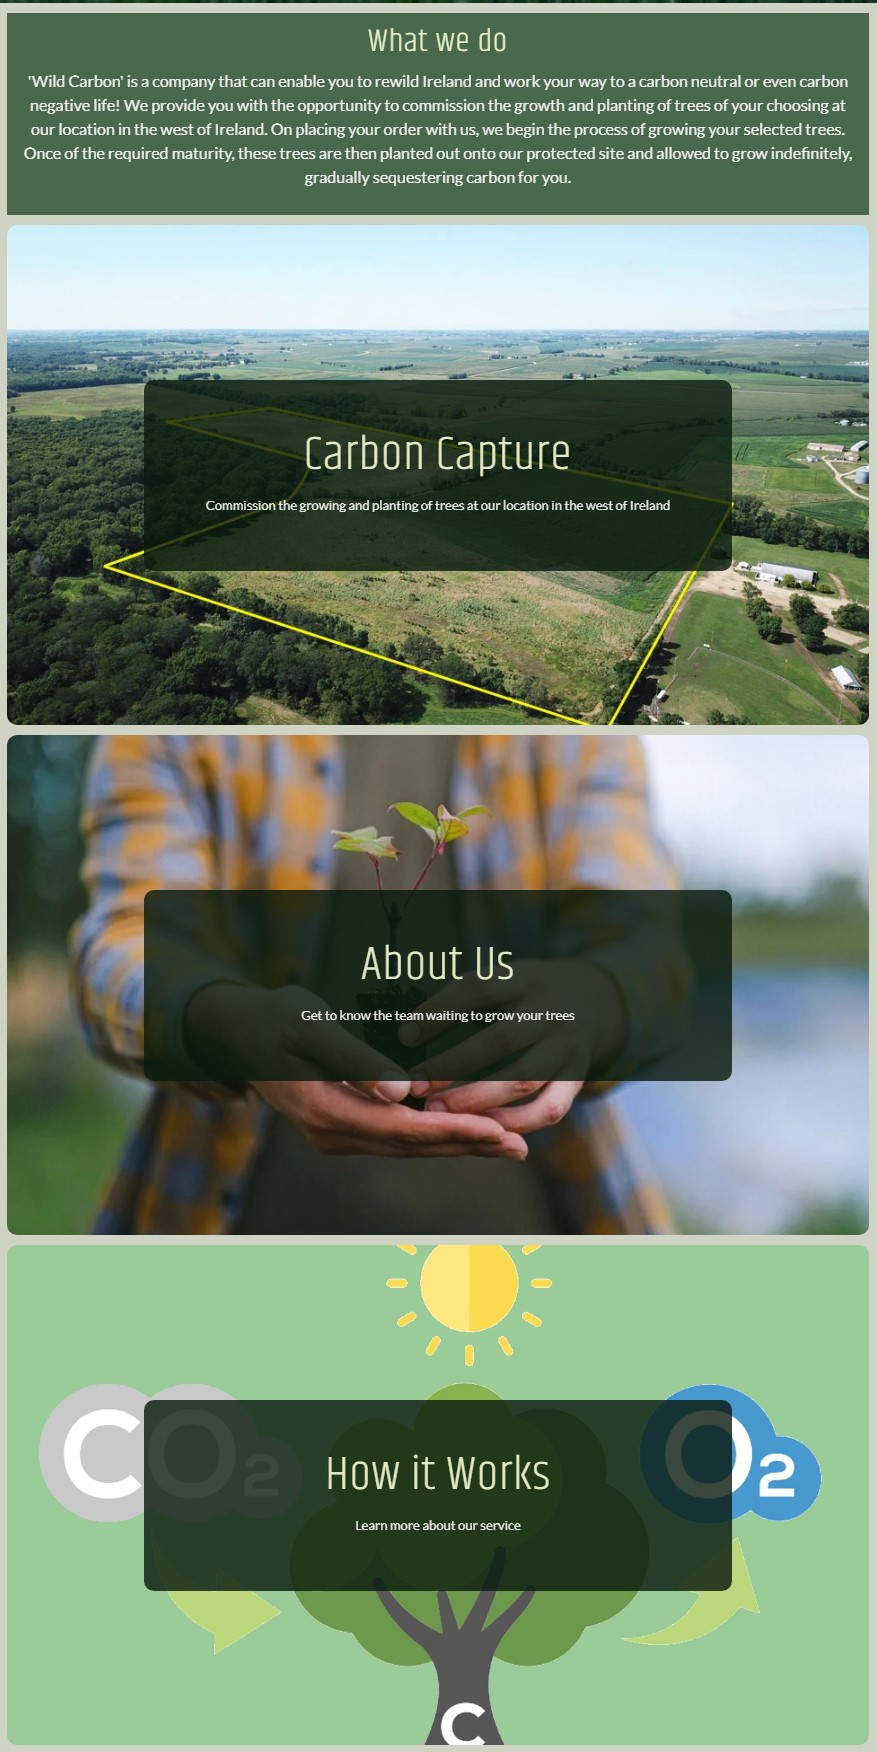 What we do
'Wild Carbon' is a company that can enable you to rewild Ireland and work your way to a carbon neutral or even carbon
negative life! We provide you with the opportunity to commission the growth and planting of trees of your choosing at
our location in the west of Ireland. On placing your order with us, we begin the process of growing your selected trees.
Once of the required maturity, these trees are then planted out onto our protected site and allowed to grow indefinitely,
gradually sequestering carbon for you.
Carbon Capture
Commission the growing and planting of trees at our location in the west of Ireland
About Us
Get to know the team waiting to grow your trees
CO2
O2
How it Works
Learn more about our service
C